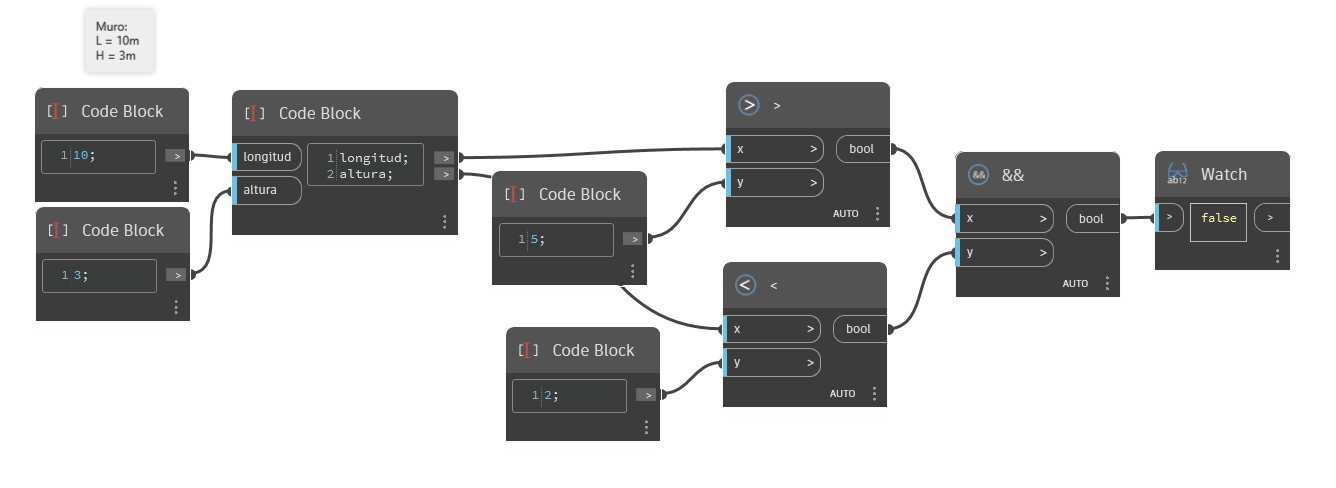 Muro:
L = 10m
H = 3m
Code Block
1 10;
>
Code Block
1 3;
>
Code Block
longitud
altura
1 longitud;
2 altura;
>
>
Code Block
1 5;
>
Code Block
1 2;
>
> >
x >
y >
bool
AUTO
< <
x >
y >
bool
AUTO
&& &&
x >
y >
bool
AUTO
ab12 Watch
> false >